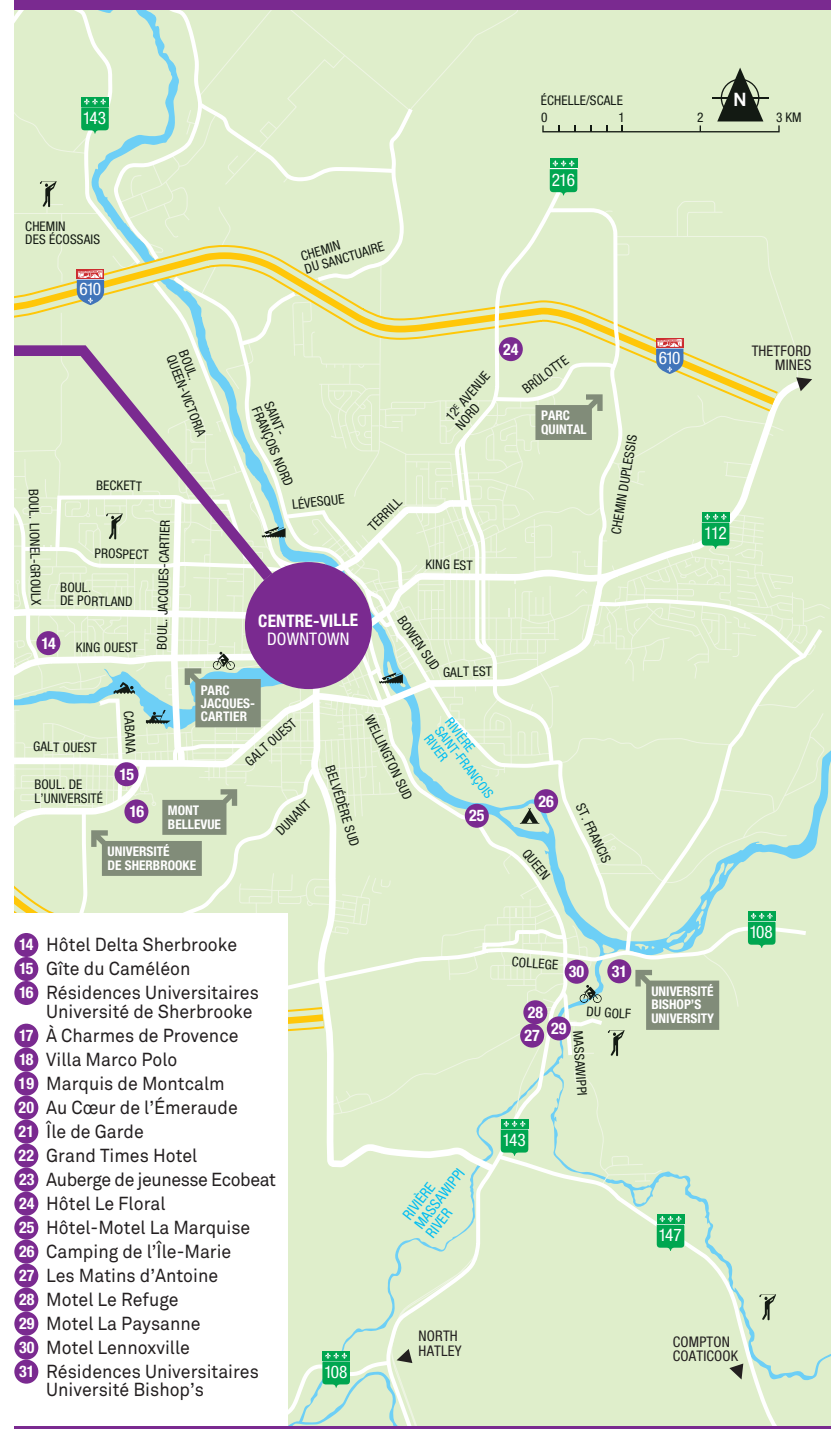 143
ÉCHELLE/SCALE
0 1 2 3 KM
N
216
CHEMIN
DES ÉCOSSAIS
CHEMIN
DU SANCTUAIRE
610
BOUL.
QUEEN-VICTORIA
SAINT-
FRANÇOIS NORD
24
12E AVENUE
NORD
BRÛLOTTE
610
THETFORD
MINES
PARC
QUINTAL
CHEMIN DUPLESSIS
BECKETT
LÉVESQUE
TERRILL
BOUL. LIONEL-GROULX
PROSPECT
BOUL. JACQUES-CARTIER
112
KING EST
BOUL.
DE PORTLAND
CENTRE-VILLE
DOWNTOWN
14
KING OUEST
BOWEN SUD
GALT EST
PARC
JACQUES-
CARTIER
CABANA
GALT OUEST
GALT OUEST
WELLINGTON SUD
RIVIÈRE
SAINT-FRANÇOIS
RIVER
15
BOUL. DE
L'UNIVERSITÉ
16
MONT
BELLEVUE
DUNANT
BELVÉDÈRE SUD
25
26
ST. FRANCIS
UNIVERSITÉ
DE SHERBROOKE
QUEEN
108
COLLEGE
30
31
UNIVERSITÉ
BISHOP'S
UNIVERSITY
28
DU GOLF
27
29
MASSAWIPPI
143
RIVIÈRE
MASSAWIPPI
RIVER
147
NORTH
HATLEY
COMPTON
COATICOOK
108
14 Hôtel Delta Sherbrooke
15 Gîte du Caméléon
16 Résidences Universitaires
Université de Sherbrooke
17 À Charmes de Provence
18 Villa Marco Polo
19 Marquis de Montcalm
20 Au Cœur de l'Émeraude
21 Île de Garde
22 Grand Times Hotel
23 Auberge de jeunesse Ecobeat
24 Hôtel Le Floral
25 Hôtel-Motel La Marquise
26 Camping de l'Île-Marie
27 Les Matins d'Antoine
28 Motel Le Refuge
29 Motel La Paysanne
30 Motel Lennoxville
31 Résidences Universitaires
Université Bishop's